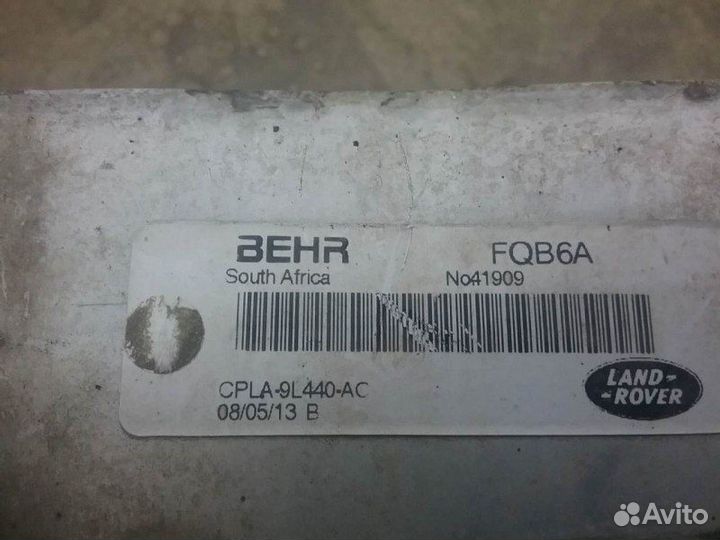 BEHR FQB6A
South Africa No41909
CPLA-9L440-AC
08/05/13 B
LAND-
-ROVER
Avito